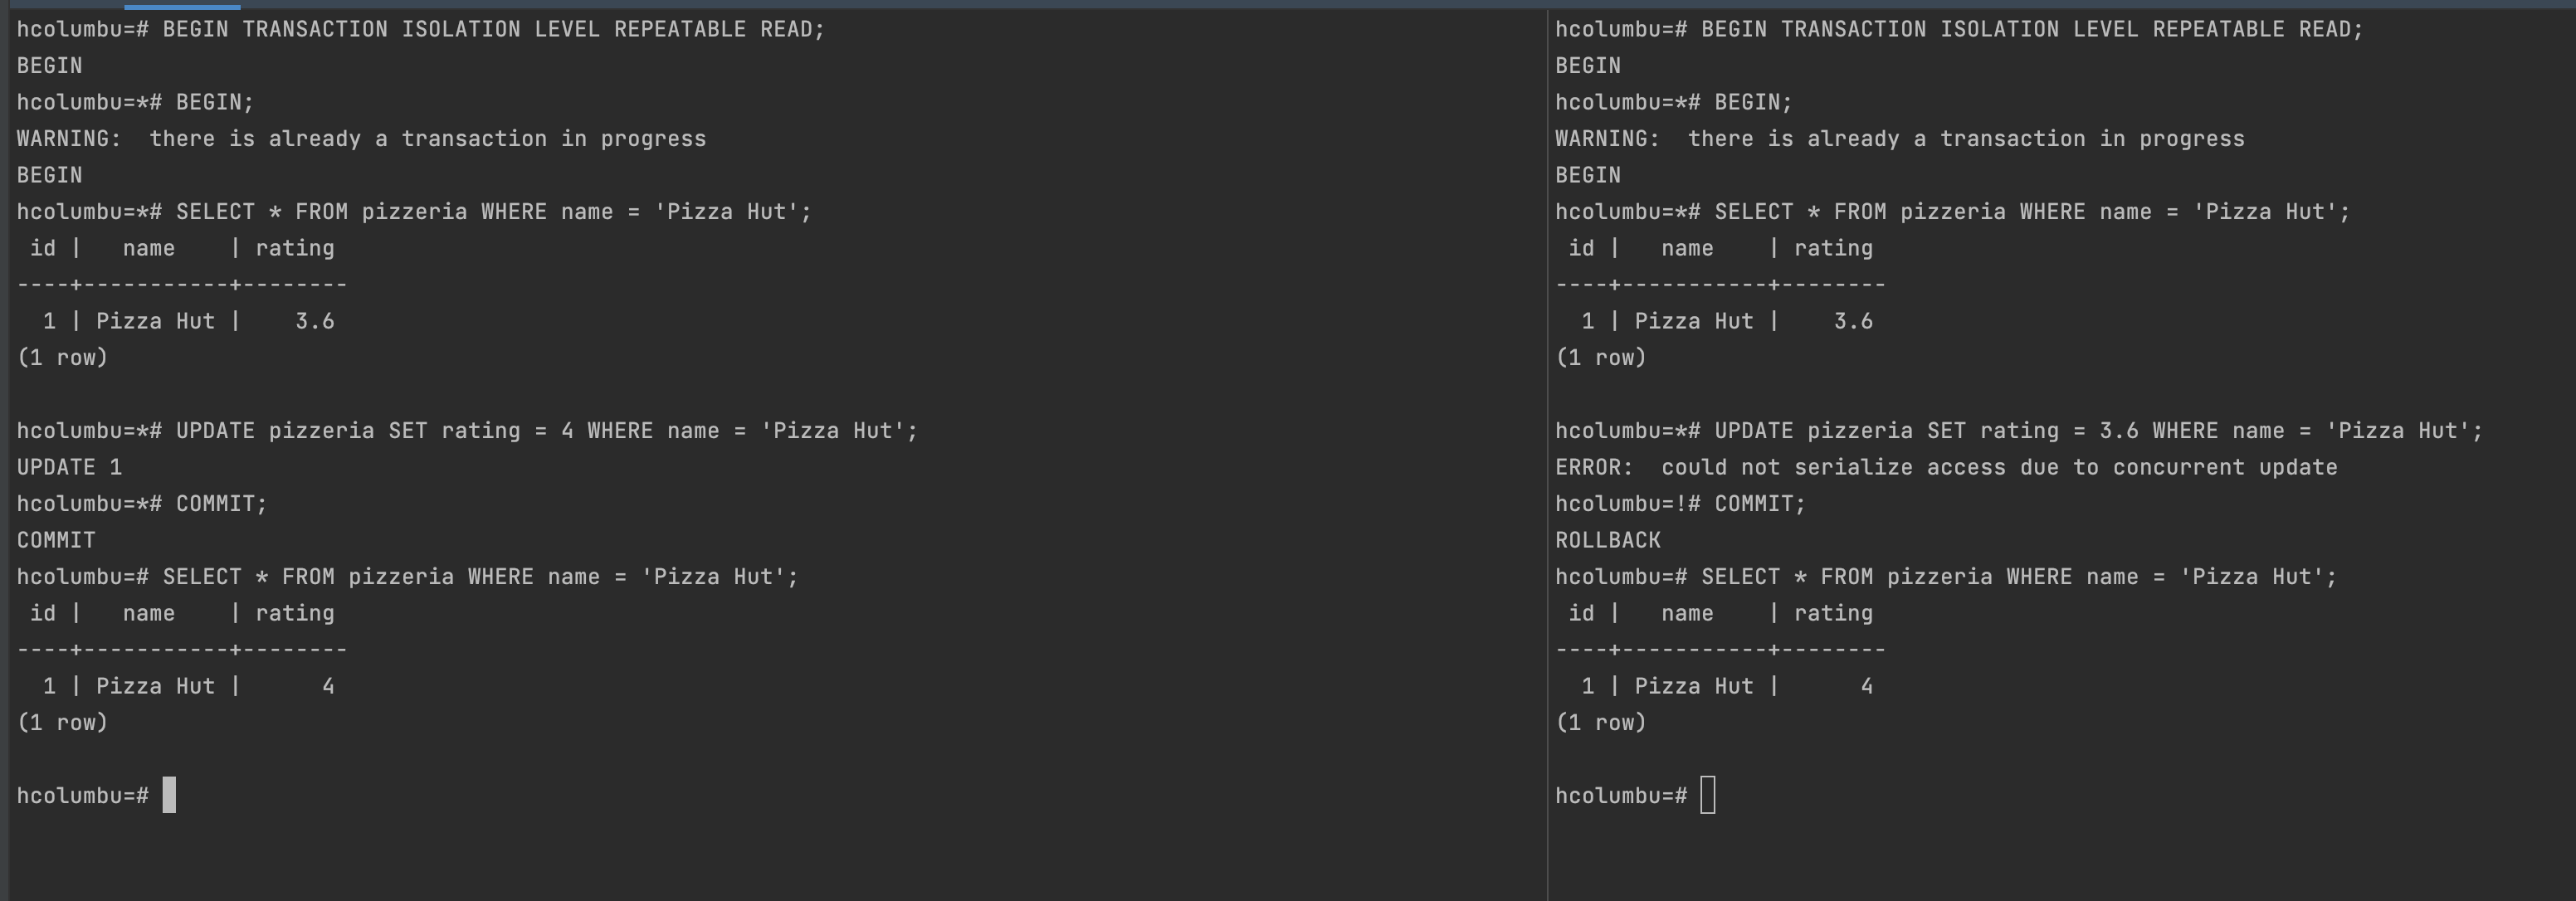 hcolumbu=# BEGIN TRANSACTION ISOLATION LEVEL REPEATABLE READ;
BEGIN
hcolumbu=*# BEGIN;
WARNING:  there is already a transaction in progress
BEGIN
hcolumbu=*# SELECT * FROM pizzeria WHERE name = 'Pizza Hut';
 id |   name    | rating
----+-----------+--------
  1 | Pizza Hut |    3.6
(1 row)

hcolumbu=*# UPDATE pizzeria SET rating = 4 WHERE name = 'Pizza Hut';
UPDATE 1
hcolumbu=*# COMMIT;
COMMIT
hcolumbu=# SELECT * FROM pizzeria WHERE name = 'Pizza Hut';
 id |   name    | rating
----+-----------+--------
  1 | Pizza Hut |      4
(1 row)

hcolumbu=#
hcolumbu=# BEGIN TRANSACTION ISOLATION LEVEL REPEATABLE READ;
BEGIN
hcolumbu=*# BEGIN;
WARNING:  there is already a transaction in progress
BEGIN
hcolumbu=*# SELECT * FROM pizzeria WHERE name = 'Pizza Hut';
 id |   name    | rating
----+-----------+--------
  1 | Pizza Hut |    3.6
(1 row)

hcolumbu=*# UPDATE pizzeria SET rating = 3.6 WHERE name = 'Pizza Hut';
ERROR:  could not serialize access due to concurrent update
hcolumbu=!# COMMIT;
ROLLBACK
hcolumbu=# SELECT * FROM pizzeria WHERE name = 'Pizza Hut';
 id |   name    | rating
----+-----------+--------
  1 | Pizza Hut |      4
(1 row)

hcolumbu=#